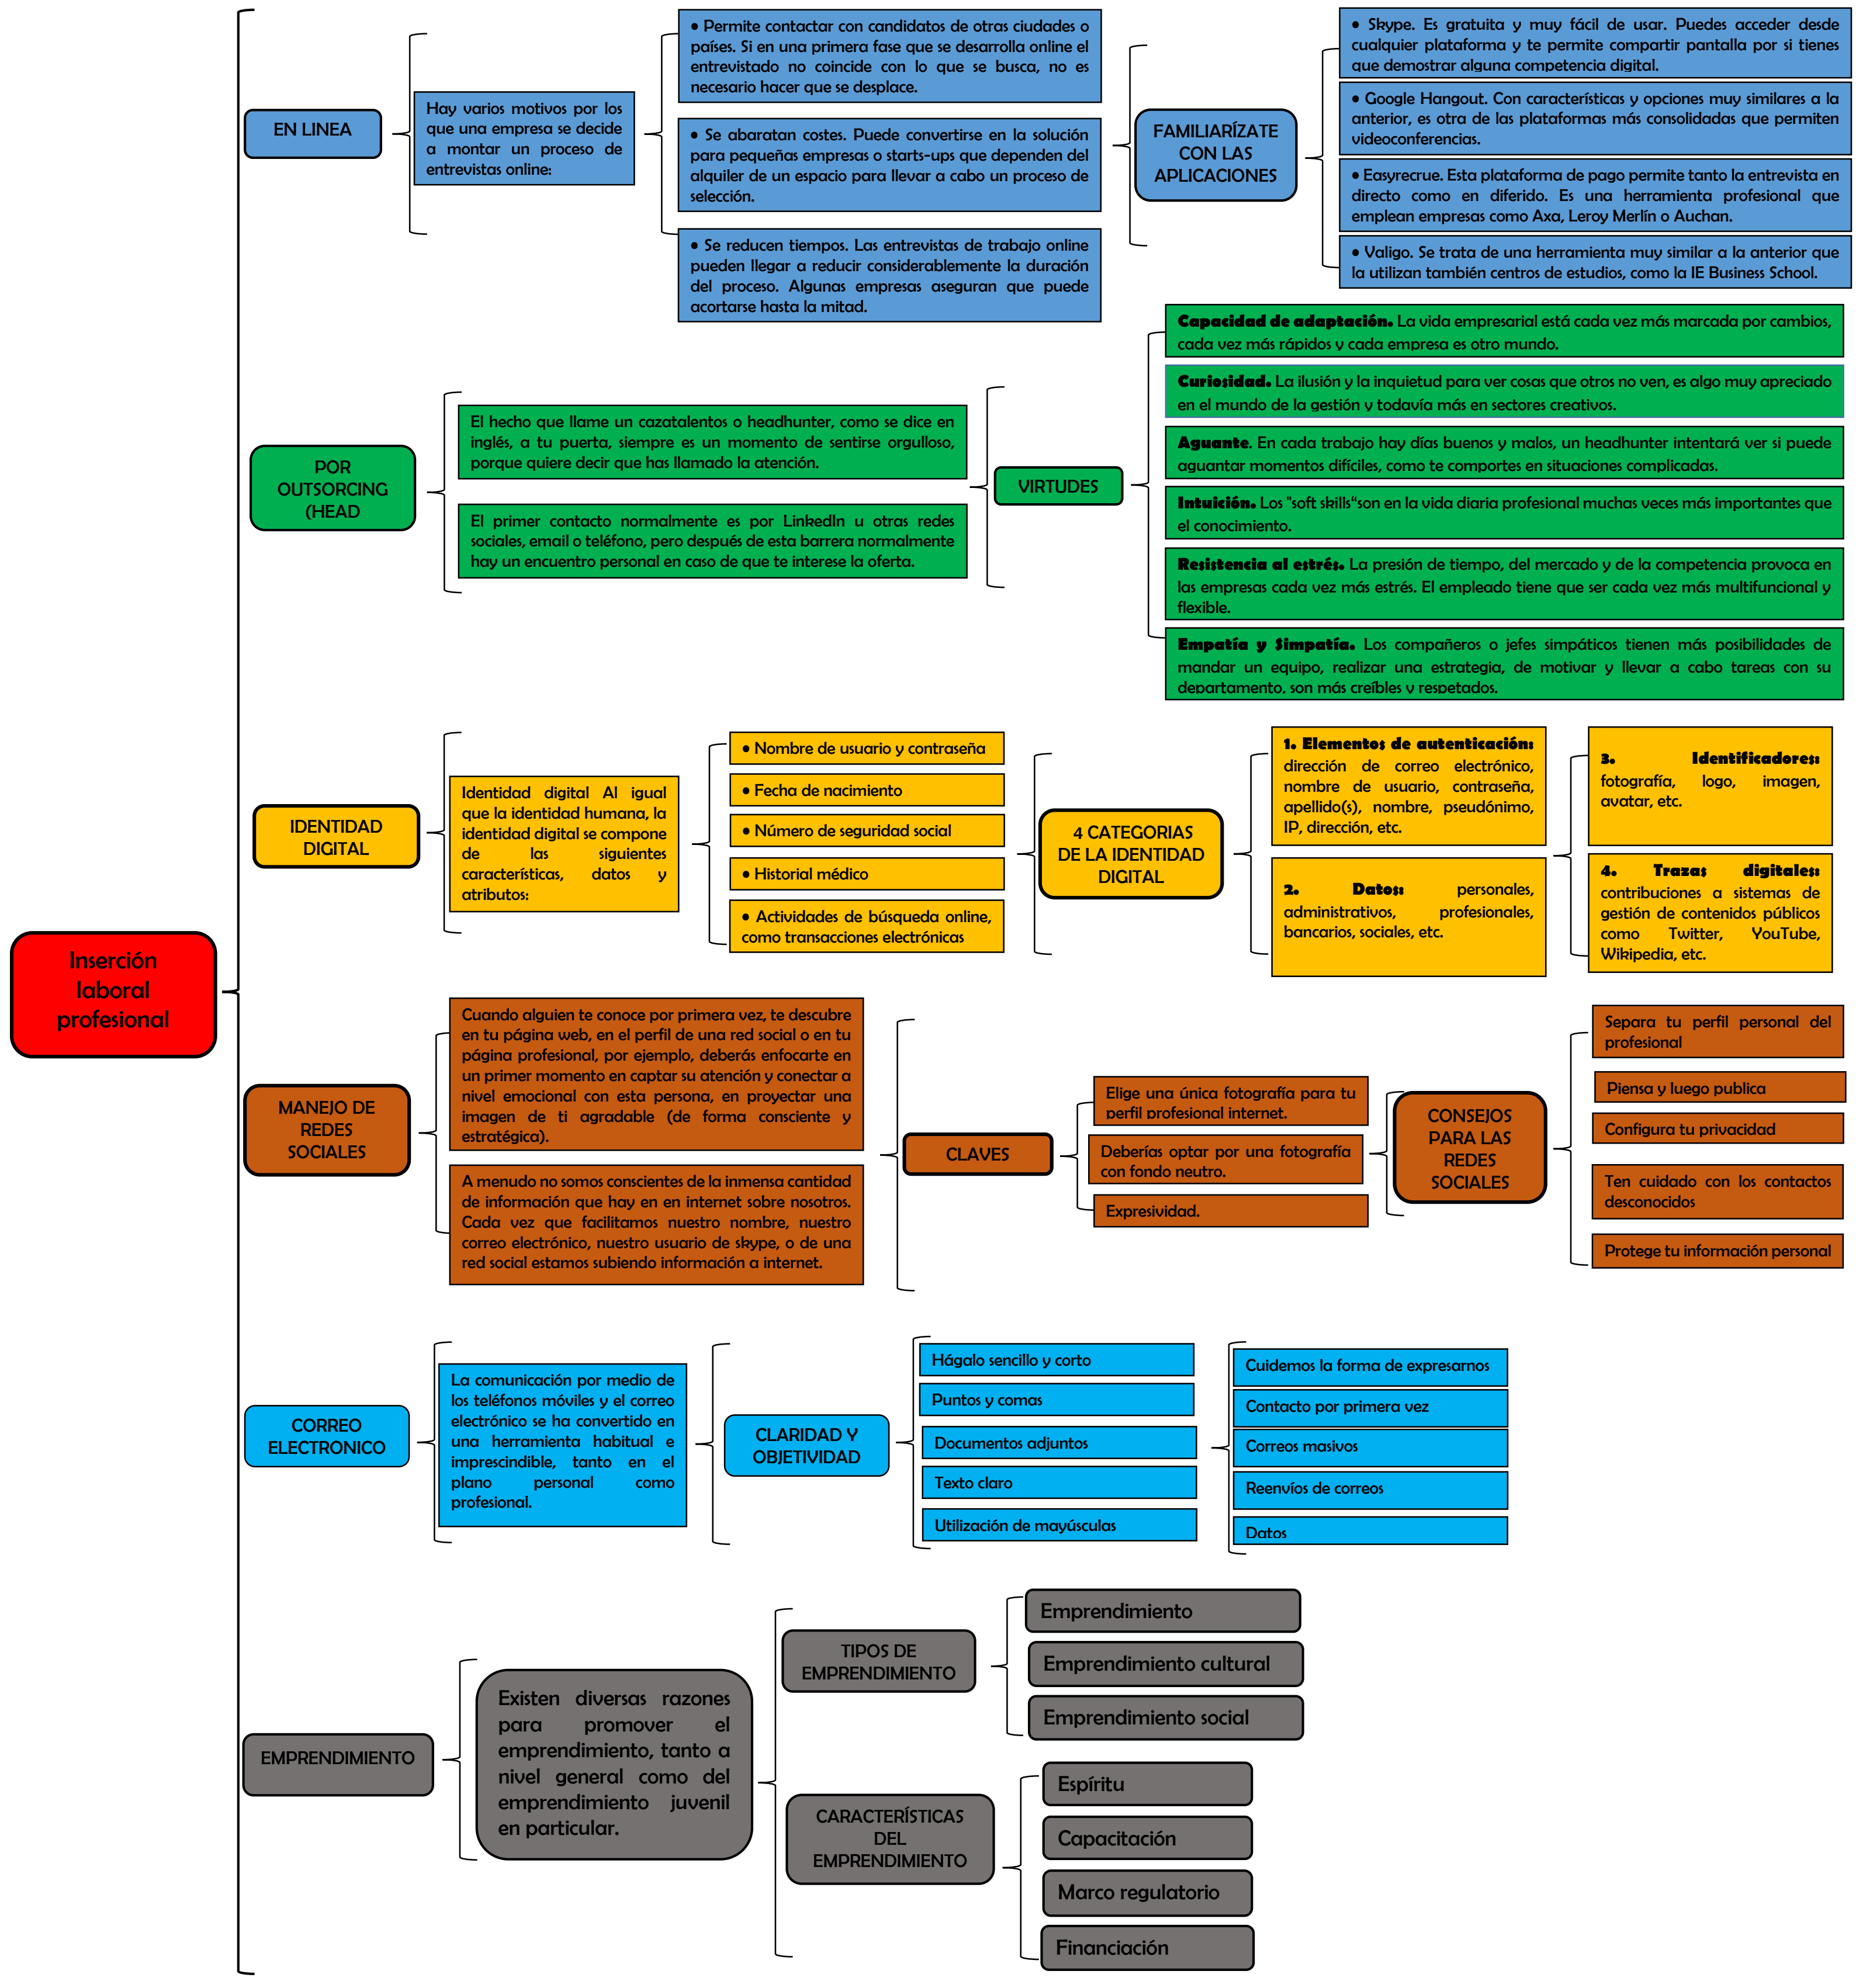 Inserción
laboral
profesional
EN LINEA
Hay varios motivos por los
que una empresa se decide
a montar un proceso de
entrevistas online:
• Permite contactar con candidatos de otras ciudades o
países. Si en una primera fase que se desarrolla online el
entrevistado no coincide con lo que se busca, no es
necesario hacer que se desplace.
• Se abaratan costes. Puede convertirse en la solución
para pequeñas empresas o starts-ups que dependen del
alquiler de un espacio para llevar a cabo un proceso de
selección.
• Se reducen tiempos. Las entrevistas de trabajo online
pueden llegar a reducir considerablemente la duración
del proceso. Algunas empresas aseguran que puede
acortarse hasta la mitad.
FAMILIARÍZATE
CON LAS
APLICACIONES
• Skype. Es gratuita y muy fácil de usar. Puedes acceder desde
cualquier plataforma y te permite compartir pantalla por si tienes
que demostrar alguna competencia digital.
• Google Hangout. Con características y opciones muy similares a la
anterior, es otra de las plataformas más consolidadas que permiten
videoconferencias.
• Easyrecrue. Esta plataforma de pago permite tanto la entrevista en
directo como en diferido. Es una herramienta profesional que
emplean empresas como Axa, Leroy Merlín o Auchan.
• Valigo. Se trata de una herramienta muy similar a la anterior que
la utilizan también centros de estudios, como la IE Business School.
POR
OUTSORCING
(HEAD
El hecho que llame un cazatalentos o headhunter, como se dice en
inglés, a tu puerta, siempre es un momento de sentirse orgulloso,
porque quiere decir que has llamado la atención.
El primer contacto normalmente es por LinkedIn u otras redes
sociales, email o teléfono, pero después de esta barrera normalmente
hay un encuentro personal en caso de que te interese la oferta.
VIRTUDES
Capacidad de adaptación. La vida empresarial está cada vez más marcada por cambios,
cada vez más rápidos y cada empresa es otro mundo.
Curiosidad. La ilusión y la inquietud para ver cosas que otros no ven, es algo muy apreciado
en el mundo de la gestión y todavía más en sectores creativos.
Aguante. En cada trabajo hay días buenos y malos, un headhunter intentará ver si puede
aguantar momentos difíciles, como te comportes en situaciones complicadas.
Intuición. Los "soft skills“son en la vida diaria profesional muchas veces más importantes que
el conocimiento.
Resistencia al estrés. La presión de tiempo, del mercado y de la competencia provoca en
las empresas cada vez más estrés. El empleado tiene que ser cada vez más multifuncional y
flexible.
Empatía y Simpatía. Los compañeros o jefes simpáticos tienen más posibilidades de
mandar un equipo, realizar una estrategia, de motivar y llevar a cabo tareas con su
departamento, son más creíbles y respetados.
IDENTIDAD
DIGITAL
Identidad digital Al igual
que la identidad humana, la
identidad digital se compone
de las siguientes
características, datos y
atributos:
• Nombre de usuario y contraseña
• Fecha de nacimiento
• Número de seguridad social
• Historial médico
• Actividades de búsqueda online,
como transacciones electrónicas
4 CATEGORIAS
DE LA IDENTIDAD
DIGITAL
1. Elementos de autenticación:
dirección de correo electrónico,
nombre de usuario, contraseña,
apellido(s), nombre, pseudónimo,
IP, dirección, etc.
2. Datos: personales,
administrativos, profesionales,
bancarios, sociales, etc.
3. Identificadores:
fotografía, logo, imagen,
avatar, etc.
4. Trazas digitales:
contribuciones a sistemas de
gestión de contenidos públicos
como Twitter, YouTube,
Wikipedia, etc.
MANEJO DE
REDES
SOCIALES
Cuando alguien te conoce por primera vez, te descubre
en tu página web, en el perfil de una red social o en tu
página profesional, por ejemplo, deberás enfocarte en
un primer momento en captar su atención y conectar a
nivel emocional con esta persona, en proyectar una
imagen de ti agradable (de forma consciente y
estratégica).
A menudo no somos conscientes de la inmensa cantidad
de información que hay en en internet sobre nosotros.
Cada vez que facilitamos nuestro nombre, nuestro
correo electrónico, nuestro usuario de skype, o de una
red social estamos subiendo información a internet.
CLAVES
Elige una única fotografía para tu
perfil profesional internet.
Deberías optar por una fotografía
con fondo neutro.
Expresividad.
CONSEJOS
PARA LAS
REDES
SOCIALES
Separa tu perfil personal del
profesional
Piensa y luego publica
Configura tu privacidad
Ten cuidado con los contactos
desconocidos
Protege tu información personal
CORREO
ELECTRONICO
La comunicación por medio de
los teléfonos móviles y el correo
electrónico se ha convertido en
una herramienta habitual e
imprescindible, tanto en el
plano personal como
profesional.
CLARIDAD Y
OBJETIVIDAD
Hágalo sencillo y corto
Puntos y comas
Documentos adjuntos
Texto claro
Utilización de mayúsculas
Cuidemos la forma de expresarnos
Contacto por primera vez
Correos masivos
Reenvíos de correos
Datos
EMPRENDIMIENTO
Existen diversas razones
para promover el
emprendimiento, tanto a
nivel general como del
emprendimiento juvenil
en particular.
TIPOS DE
EMPRENDIMIENTO
Emprendimiento
Emprendimiento cultural
Emprendimiento social
CARACTERÍSTICAS
DEL
EMPRENDIMIENTO
Espíritu
Capacitación
Marco regulatorio
Financiación